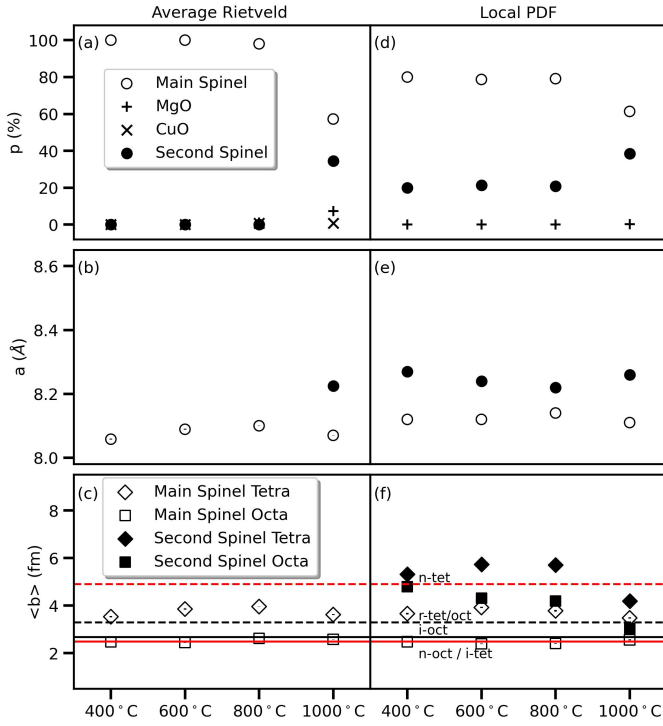 Average Rietveld
Local PDF
(a)
(d)
100
80
60
40
20
0
p (%)
Main Spinel
MgO
CuO
Second Spinel
(b)
(e)
8.6
8.4
8.2
8.0
a (Å)
(c)
(f)
8
6
4
2
<b> (fm)
Main Spinel Tetra
Main Spinel Octa
Second Spinel Tetra
Second Spinel Octa
n-tet
r-tet/oct
i-oct
n-oct / i-tet
400°C 600°C 800°C 1000°C 400°C 600°C 800°C 1000°C